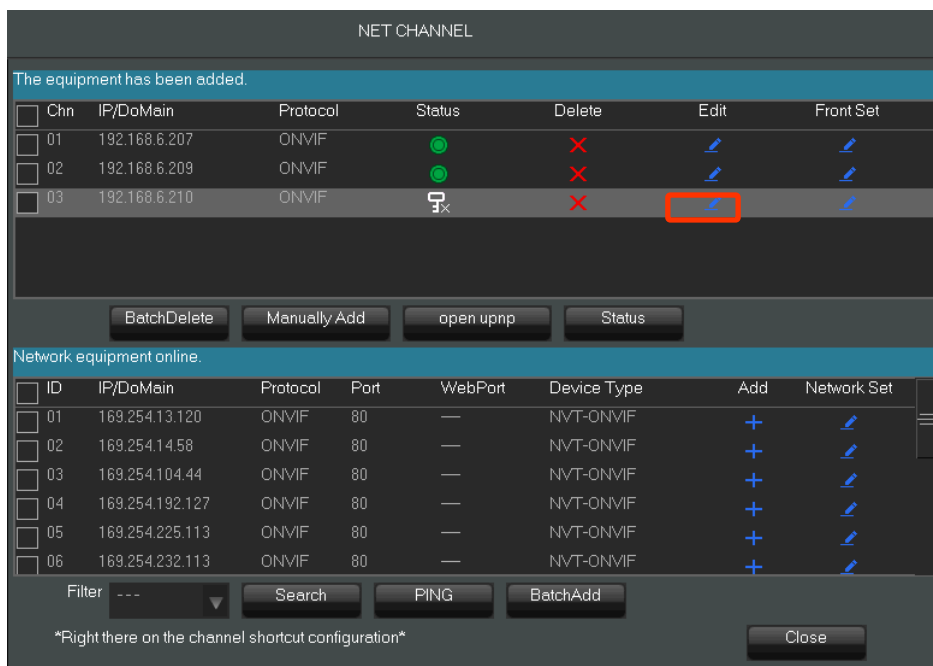 NET CHANNEL
The equipment has been added.
Chn IP/DoMain Protocol Status Delete Edit Front Set
01 192.168.6.207 ONVIF
02 192.168.6.209 ONVIF
03 192.168.6.210 ONVIF
BatchDelete Manually Add open upnp Status
Network equipment online.
ID IP/DoMain Protocol Port WebPort Device Type Add Network Set
01 169.254.13.120 ONVIF 80 — NVT-ONVIF
02 169.254.14.58 ONVIF 80 — NVT-ONVIF
03 169.254.104.44 ONVIF 80 — NVT-ONVIF
04 169.254.192.127 ONVIF 80 — NVT-ONVIF
05 169.254.225.113 ONVIF 80 — NVT-ONVIF
06 169.254.232.113 ONVIF 80 — NVT-ONVIF
Filter --- Search PING BatchAdd
*Right there on the channel shortcut configuration* Close